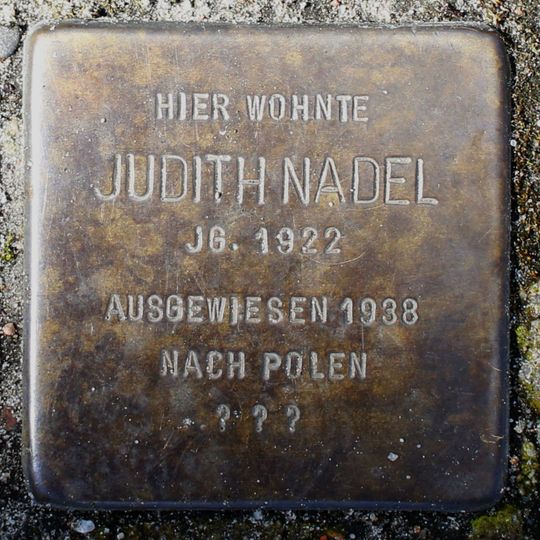 HIER WOHNTE
JUDITH NADEL
JG. 1922
AUSGEWIESEN 1938
NACH POLEN
? ? ?